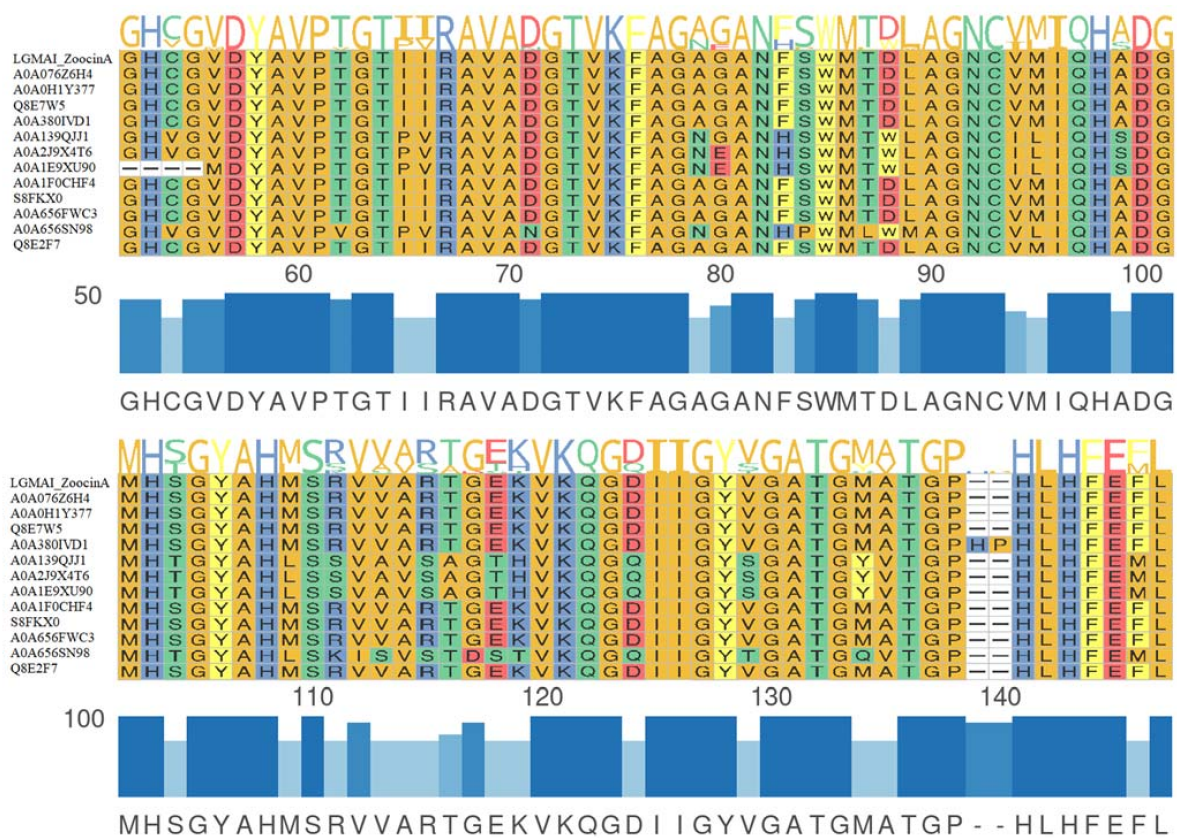 GHCGVDYAVPTGTIIRAVADGTVKFAGAGANFSWMTDLAGNCVMIQHADG
LGMAI_ZoocinA GHCGVDYAVPTGTIIRAVADGTVKFAGAGANFSWMTDLAGNCVMIQHADG
A0A076Z6H4 GHCGVDYAVPTGTIIRAVADGTVKFAGAGANFSWMTDLAGNCVMIQHADG
A0A0H1Y377 GHCGVDYAVPTGTIIRAVADGTVKFAGAGANFSWMTDLAGNCVMIQHADG
Q8E7W5 GHCGVDYAVPTGTIIRAVADGTVKFAGAGANFSWMTDLAGNCVMIQHADG
A0A380IVD1 GHCGVDYAVPTGTIIRAVADGTVKFAGAGANFSWMTDLAGNCVMIQHADG
A0A139QJJ1 GHVGVDYAVPTGTPVRAVADGTVKFAGNGANHSWMTWLAGNCILIQHSDG
A0A2J9X4T6 GHVGVDYAVPTGTPVRAVADGTVKFAGNEANHSWMTWLAGNCILIQHSDG
A0A1E9XU90 ----MDYAVPTGTPVRAVADGTVKFAGNEANHSWMTWLAGNCILIQHSDG
A0A1F0CHF4 GHCGVDYAVPTGTIIRAVADGTVKFAGAGANFSWMTDLAGNCVMIQHADG
S8FKX0 GHCGVDYAVPTGTIIRAVADGTVKFAGAGANFSWMTDLAGNCVMIQHADG
A0A656FWC3 GHCGVDYAVPTGTIIRAVADGTVKFAGAGANFSWMTDLAGNCVMIQHADG
A0A656SN98 GHVGVDYAVPVGTPVRAVANGTVKFAGNGANHPWMLWMAGNCVLIQHADG
Q8E2F7 GHCGVDYAVPTGTIIRAVADGTVKFAGAGANFSWMTDLAGNCVMIQHADG
50 60 70 80 90 100
GHCGVDYAVPTGTIIRAVADGTVKFAGAGANFSWMTDLAGNCVMIQHADG
MHSGYAHMSRVVARTGEKVKQGDIIGYVGATGMATGP--HLHFEFL
LGMAI_ZoocinA MHSGYAHMSRVVARTGEKVKQGDIIGYVGATGMATGP--HLHFEFL
A0A076Z6H4 MHSGYAHMSRVVARTGEKVKQGDIIGYVGATGMATGP--HLHFEFL
A0A0H1Y377 MHSGYAHMSRVVARTGEKVKQGDIIGYVGATGMATGP--HLHFEFL
Q8E7W5 MHSGYAHMSRVVARTGEKVKQGDIIGYVGATGMATGP--HLHFEFL
A0A380IVD1 MHSGYAHMSRVVARTGEKVKQGDIIGYVGATGMATGPHPHLHFEFL
A0A139QJJ1 MHTGYAHLSSVAVSAGTHVKQGQIIGYSGATGYVTGP--HLHFEML
A0A2J9X4T6 MHTGYAHLSSVAVSAGTHVKQGQIIGYSGATGYVTGP--HLHFEML
A0A1E9XU90 MHTGYAHLSSVAVSAGTHVKQGQIIGYSGATGYVTGP--HLHFEML
A0A1F0CHF4 MHSGYAHMSRVVARTGEKVKQGDIIGYVGATGMATGP--HLHFEFL
S8FKX0 MHSGYAHMSRVVARTGEKVKQGDIIGYVGATGMATGP--HLHFEFL
A0A656FWC3 MHSGYAHMSRVVARTGEKVKQGDIIGYVGATGMATGP--HLHFEFL
A0A656SN98 MHTGYAHLSKISVSTDSTVKQGQIIGYTGATGQVTGP--HLHFEML
Q8E2F7 MHSGYAHMSRVVARTGEKVKQGDIIGYVGATGMATGP--HLHFEFL
100 110 120 130 140
MHSGYAHMSRVVARTGEKVKQGDIIGYVGATGMATGP--HLHFEFL